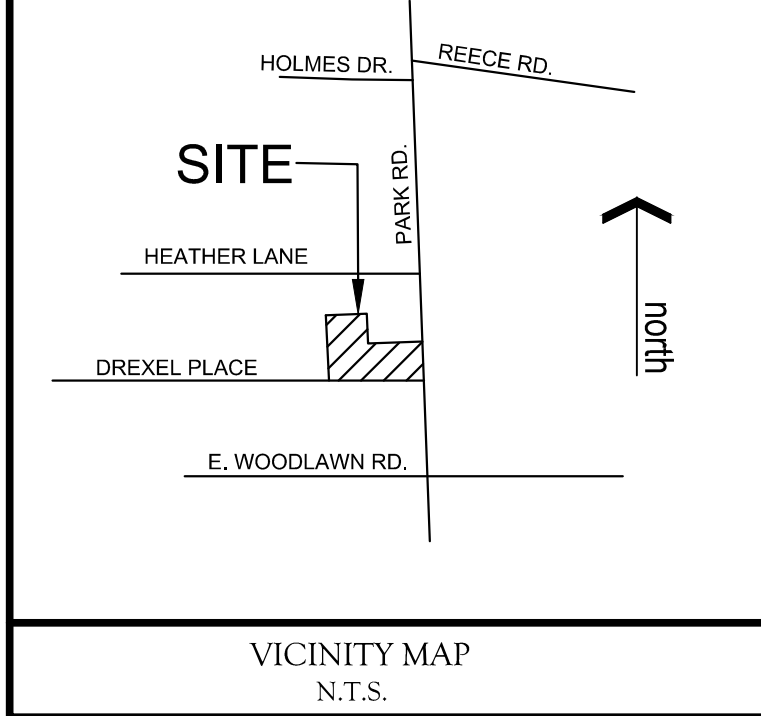 HOLMES DR.
REECE RD.
SITE
PARK RD.
HEATHER LANE
north
DREXEL PLACE
E. WOODLAWN RD.
VICINITY MAP
N.T.S.